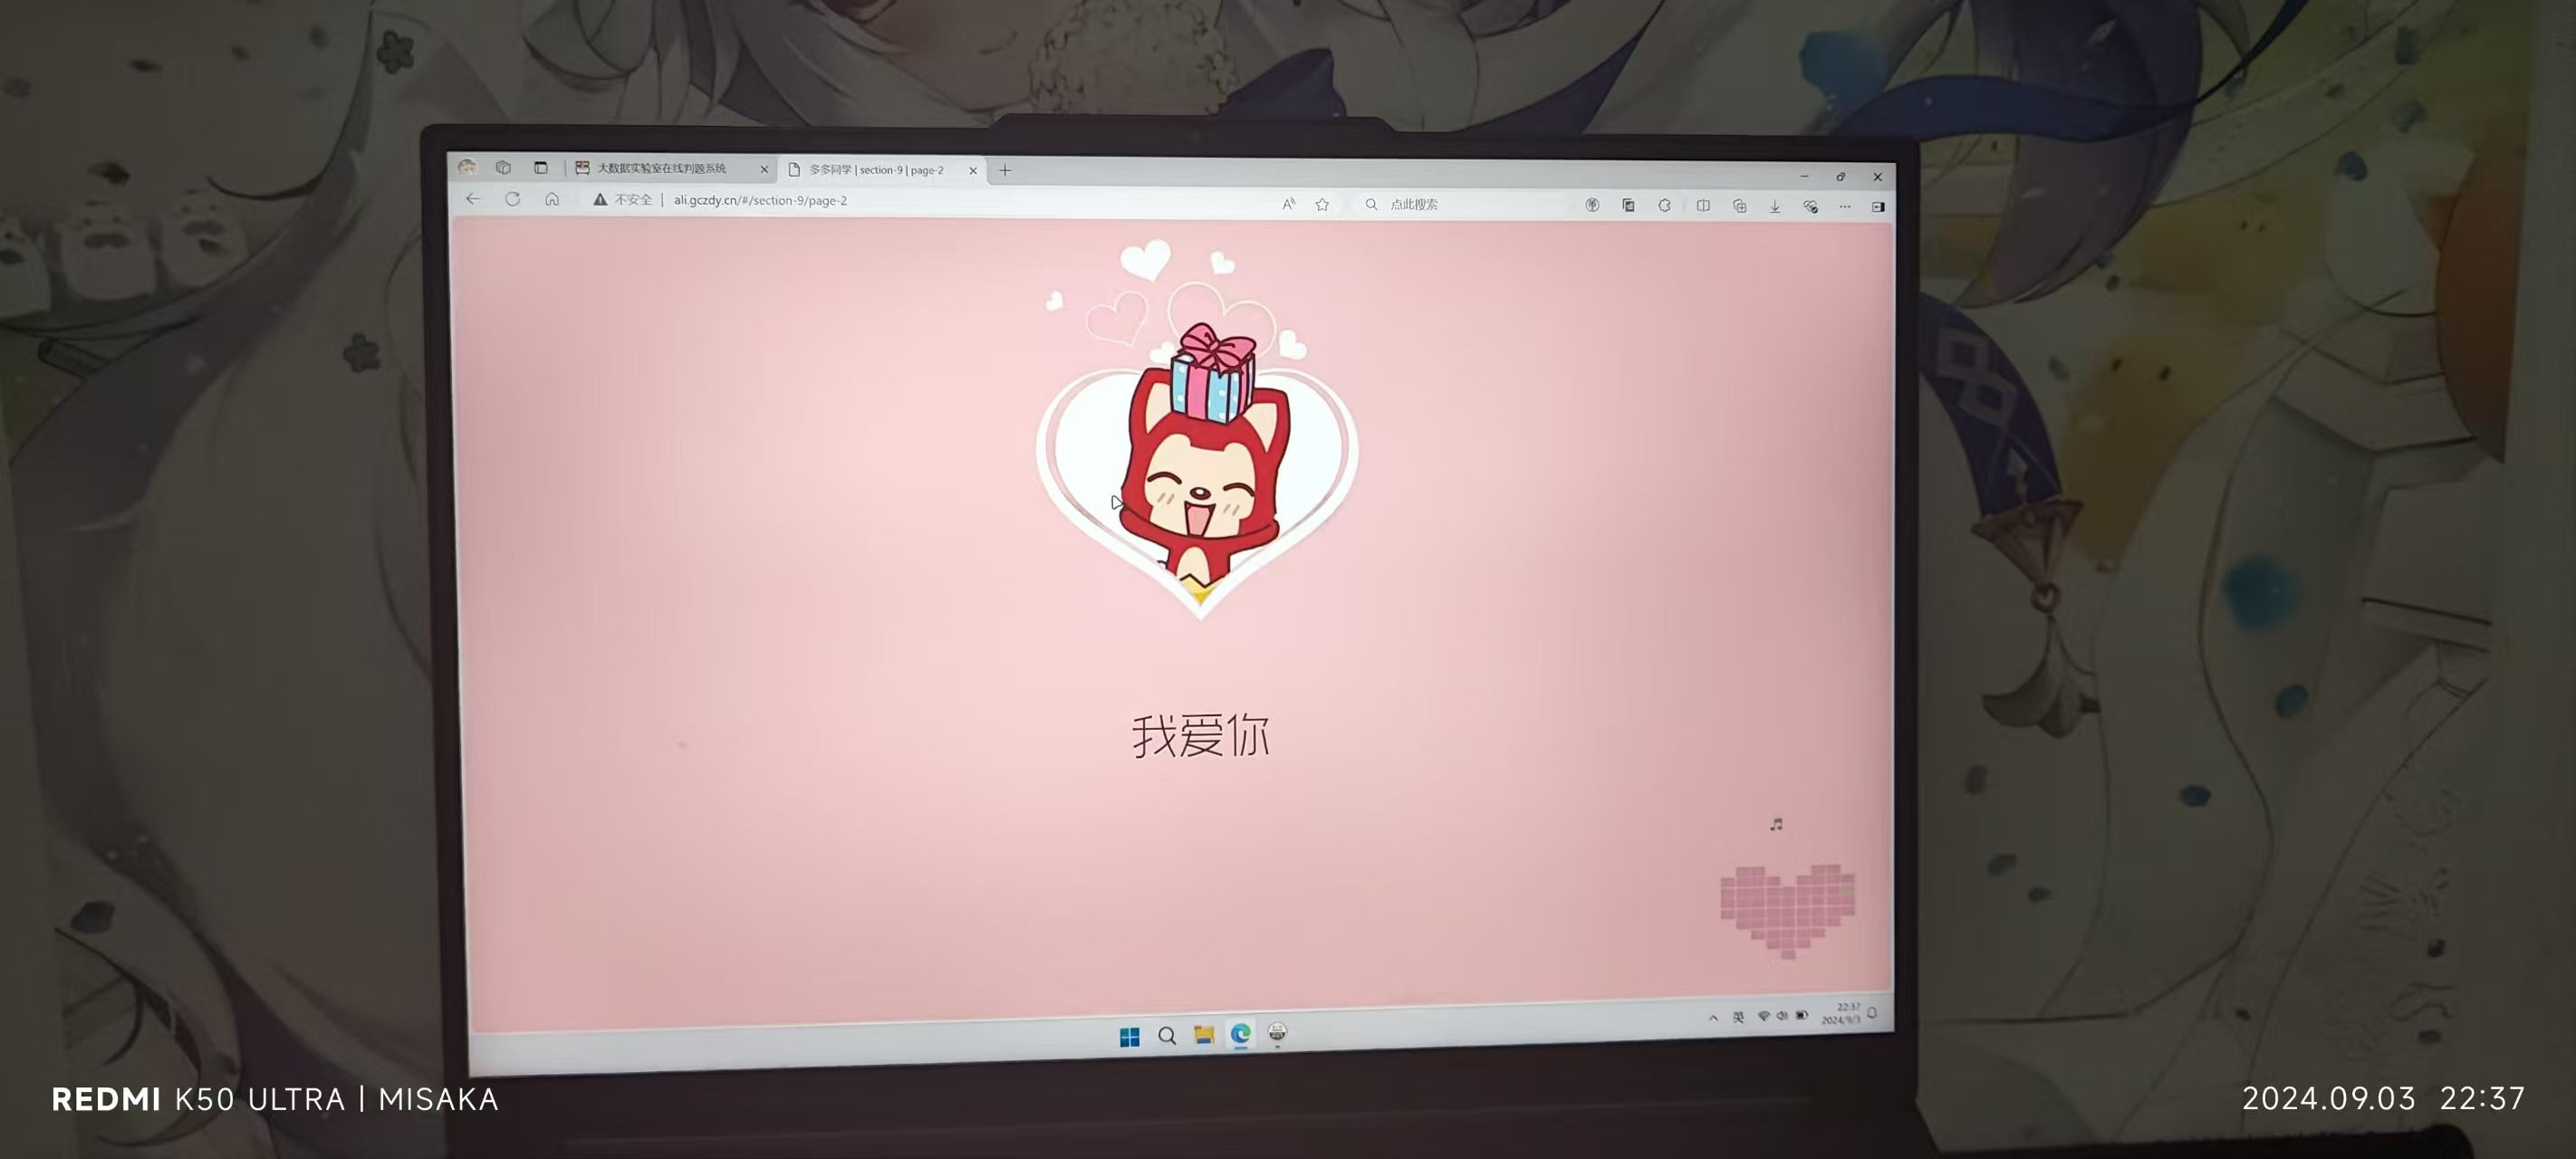 大数据实验室在线判题系统
多多同学 | section-9 | page-2
不安全 | ali.gczdy.cn/#/section-9/page-2
点此搜索
我爱你
英
22:37
2024/9/3
REDMI K50 ULTRA | MISAKA
2024.09.03 22:37